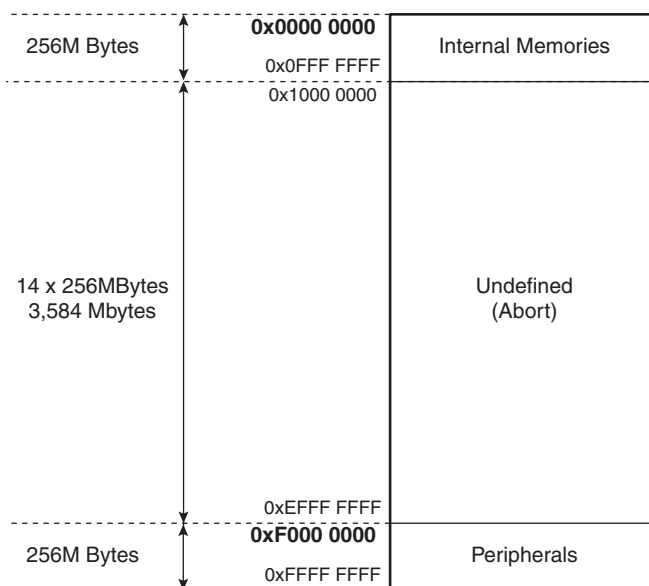 0x0000 0000
256M Bytes
Internal Memories
0x0FFF FFFF
0x1000 0000
14 x 256MBytes
3,584 Mbytes
Undefined
(Abort)
0xEFFF FFFF
0xF000 0000
256M Bytes
Peripherals
0xFFFF FFFF